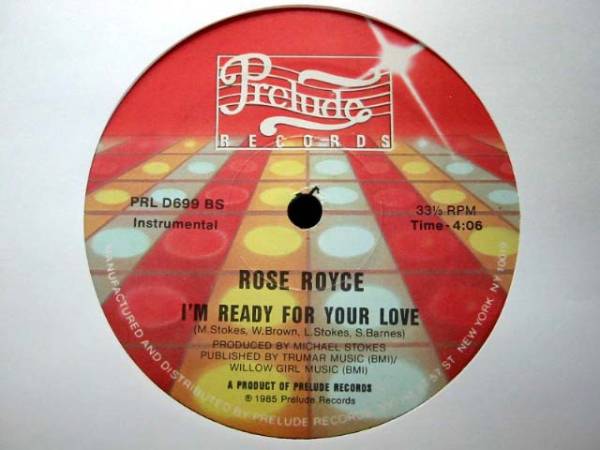 Prelude
RECORDS
PRL D699 BS
Instrumental
33⅓ RPM
Time - 4:06
ROSE ROYCE
I'M READY FOR YOUR LOVE
(M.Stokes, W.Brown, L.Stokes, S.Barnes)
PRODUCED BY MICHAEL STOKES
PUBLISHED BY TRUMAR MUSIC (BMI)/
WILLOW GIRL MUSIC (BMI)
A PRODUCT OF PRELUDE RECORDS
℗ 1985 Prelude Records
MANUFACTURED AND DISTRIBUTED BY PRELUDE RECORDS ST NEW YORK, NY 10019